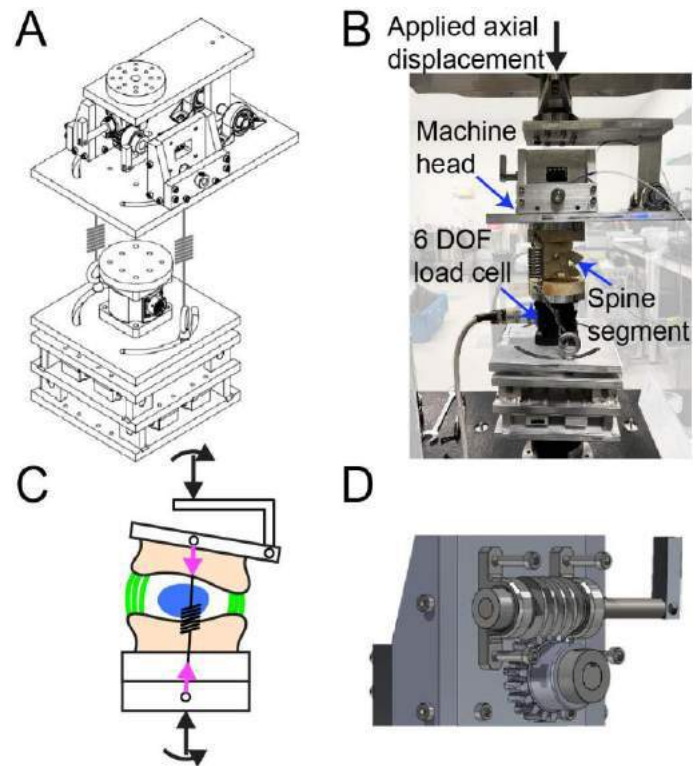 A
B
Applied axial
displacement
Machine
head
6 DOF
load cell
Spine
segment
C
D